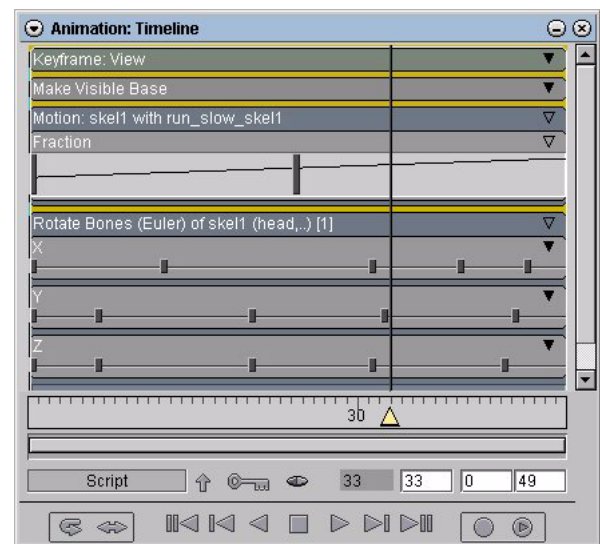 Animation: Timeline
Keyframe: View
Make Visible Base
Motion: skel1 with run_slow_skel1
Fraction
Rotate Bones (Euler) of skel1 (head,..) [1]
X
Y
Z
30
Script 33 33 0 49